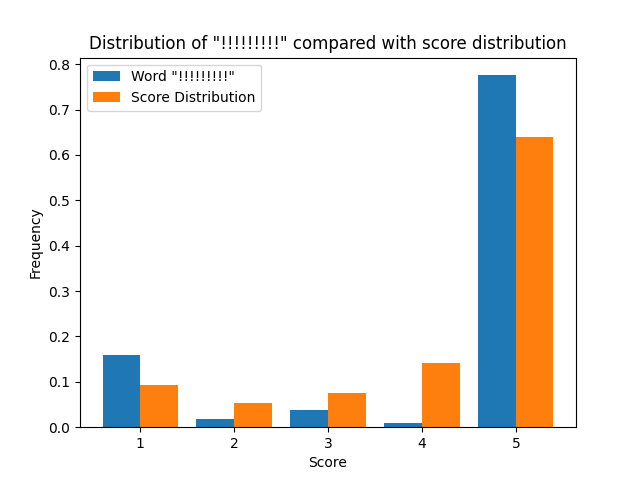 Distribution of "!!!!!!!!!" compared with score distribution
Word "!!!!!!!!!"
Score Distribution
Frequency
0.8
0.7
0.6
0.5
0.4
0.3
0.2
0.1
0.0
1 2 3 4 5
Score